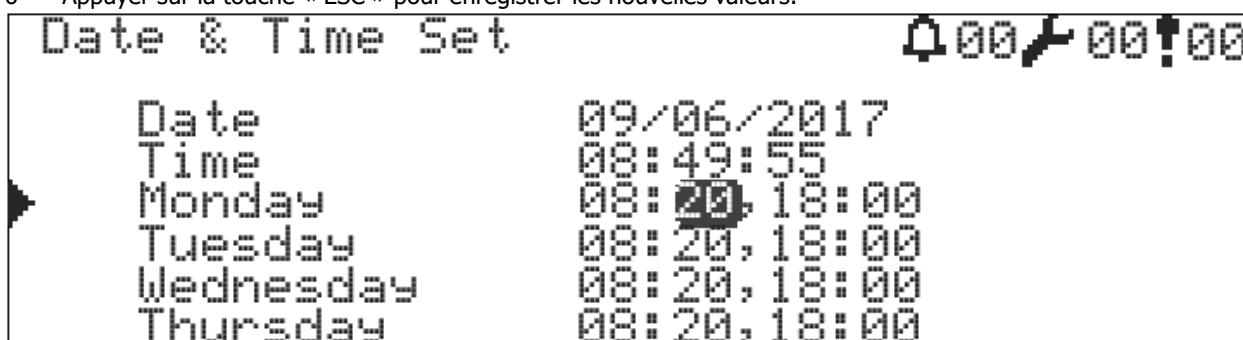 Appuyer sur la touche « ESC » pour enregistrer les nouvelles valeurs.
Date & Time Set 00 00 00
Date 09/06/2017
Time 08:49:55
Monday 08:20,18:00
Tuesday 08:20,18:00
Wednesday 08:20,18:00
Thursday 08:20,18:00